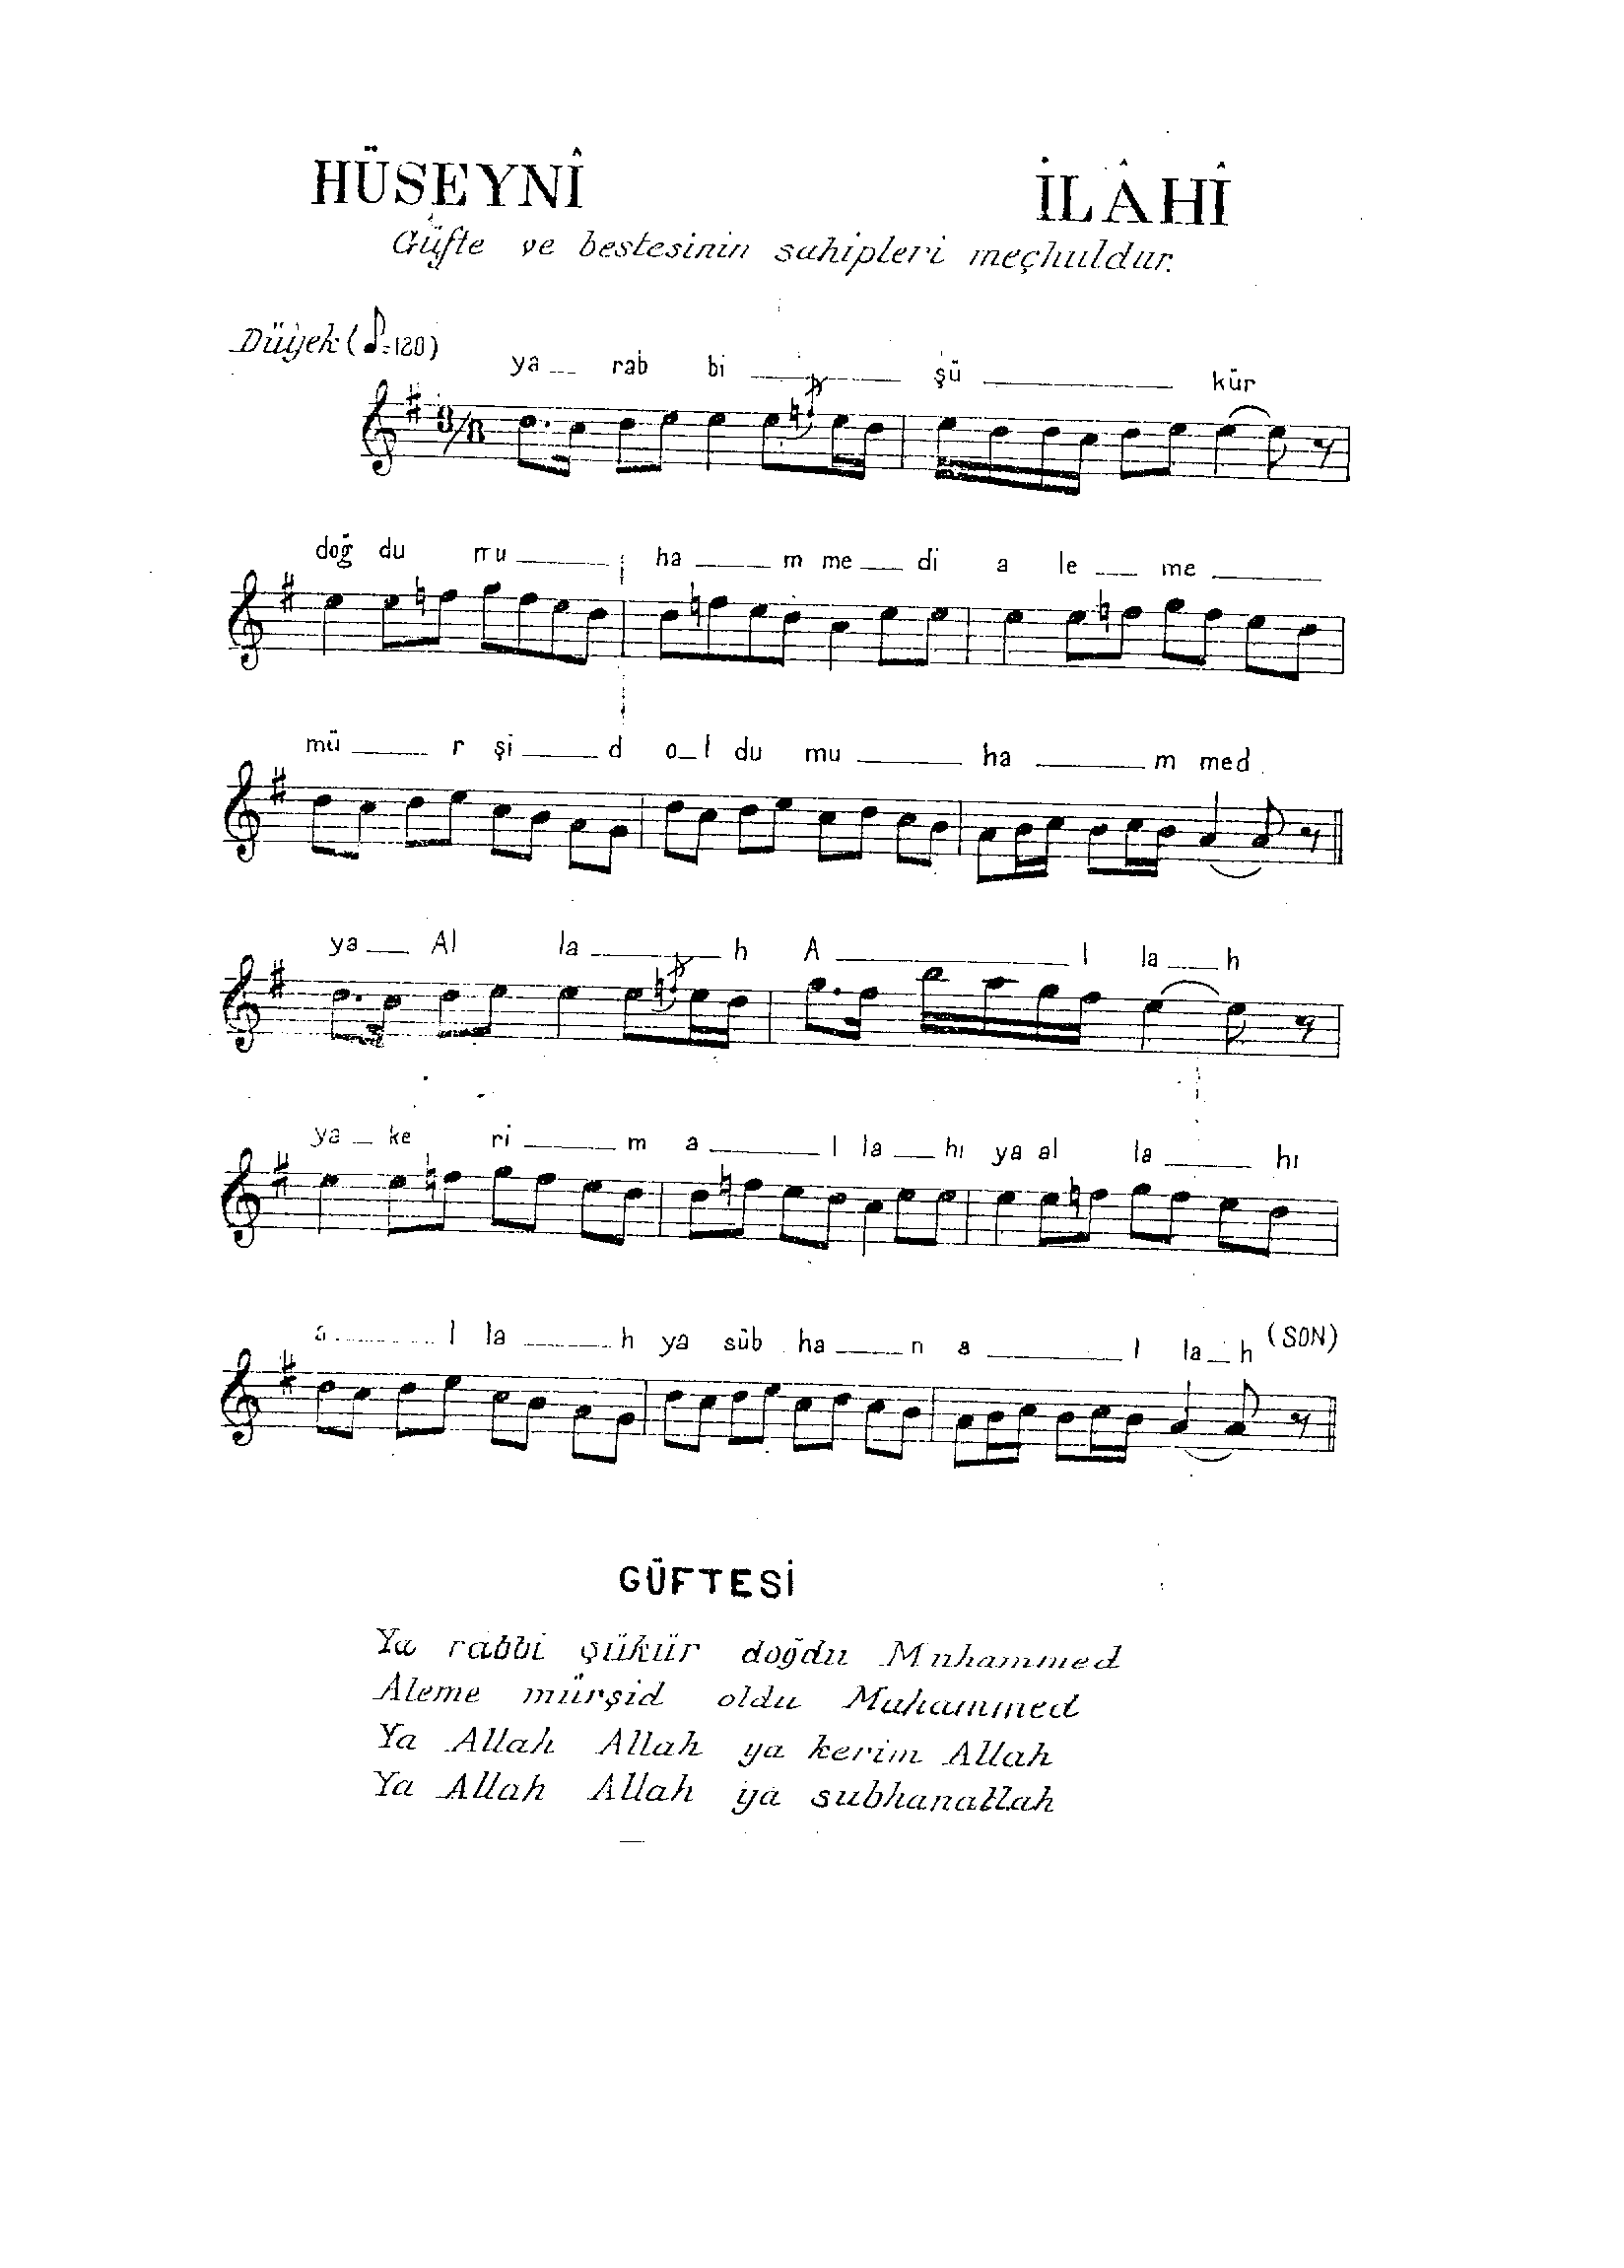 HÜSEYNÎ İLÂHÎ
Güfte ve bestesinin sahipleri meçhuldur.
Düyek (♪=120)
ya rab bi şü kür
doğ du mu ha m me di a le me
mü r şi d o l du mu ha m med
ya Al la h A l la h
ya ke ri m a l la hı ya al la hı
a l la h ya süb ha n a l la h (SON)
GÜFTESİ
Ya rabbi şükür doğdu Muhammed
Aleme mürşid oldu Muhammed
Ya Allah Allah ya kerim Allah
Ya Allah Allah ya subhanallah